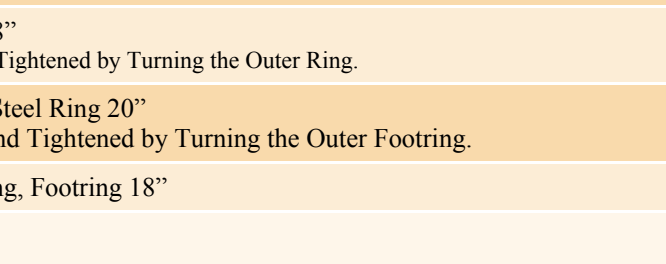 8”
Tightened by Turning the Outer Ring.
Steel Ring 20”
nd Tightened by Turning the Outer Footring.
ng, Footring 18”